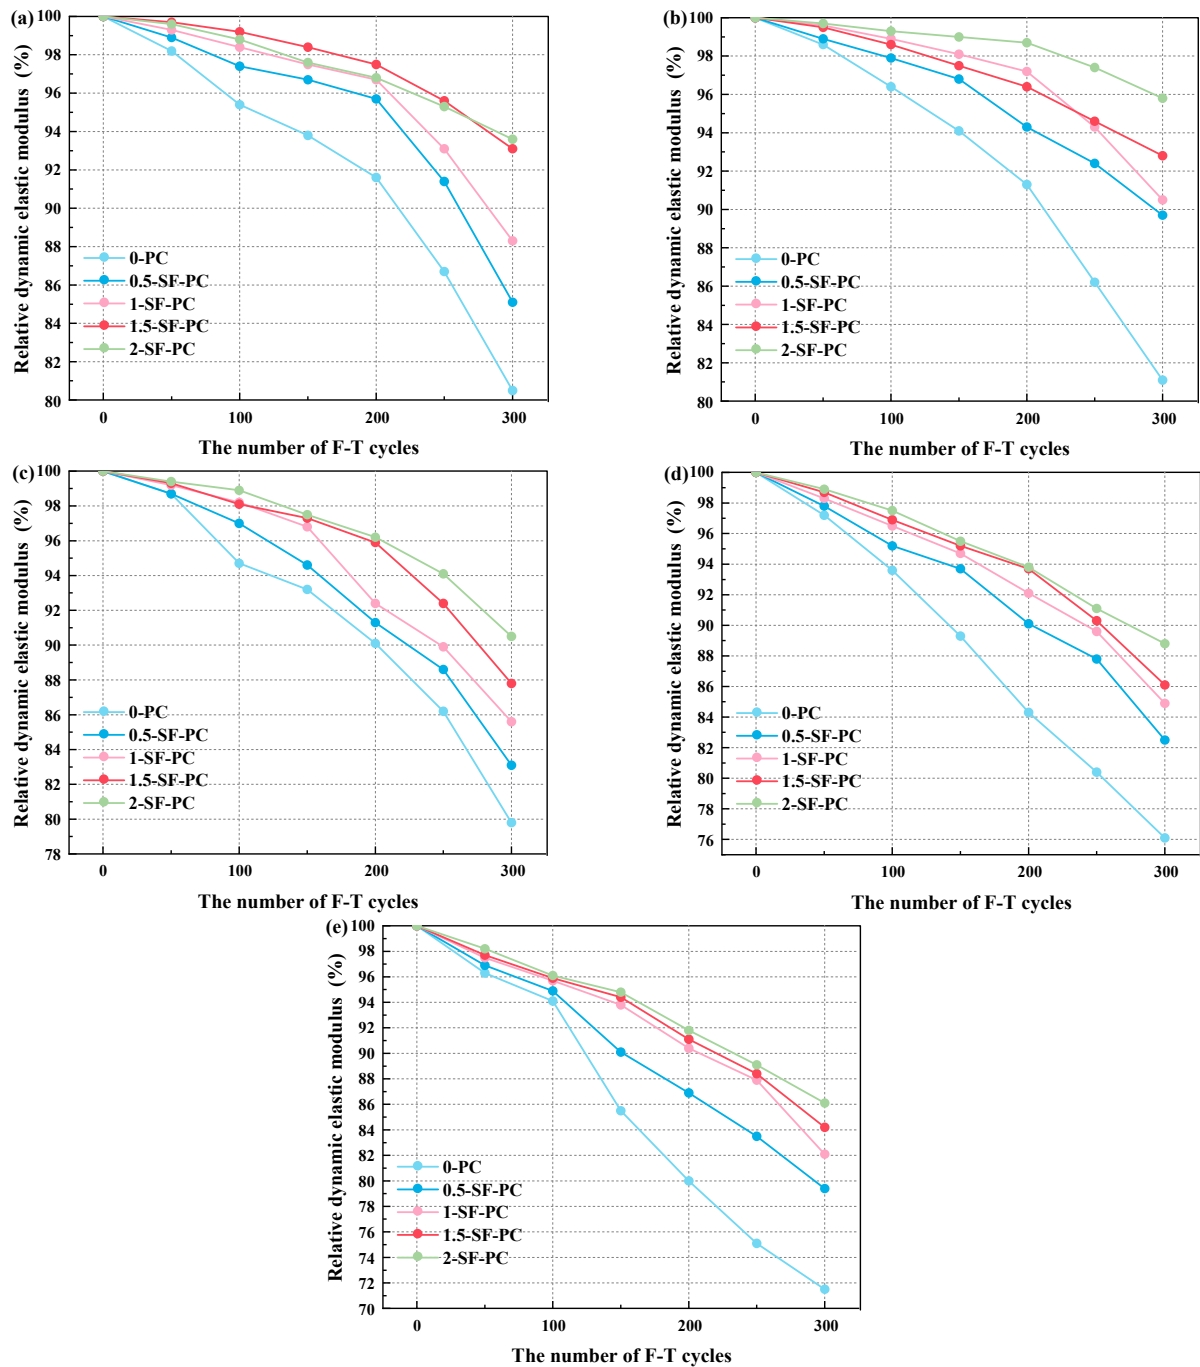 (a)
Relative dynamic elastic modulus (%)
100
98
96
94
92
90
88
86
84
82
80
0-PC
0.5-SF-PC
1-SF-PC
1.5-SF-PC
2-SF-PC
0 100 200 300
The number of F-T cycles
(b)
Relative dynamic elastic modulus (%)
100
98
96
94
92
90
88
86
84
82
80
0-PC
0.5-SF-PC
1-SF-PC
1.5-SF-PC
2-SF-PC
0 100 200 300
The number of F-T cycles
(c)
Relative dynamic elastic modulus (%)
100
98
96
94
92
90
88
86
84
82
80
78
0-PC
0.5-SF-PC
1-SF-PC
1.5-SF-PC
2-SF-PC
0 100 200 300
The number of F-T cycles
(d)
Relative dynamic elastic modulus (%)
100
98
96
94
92
90
88
86
84
82
80
78
76
0-PC
0.5-SF-PC
1-SF-PC
1.5-SF-PC
2-SF-PC
0 100 200 300
The number of F-T cycles
(e)
Relative dynamic elastic modulus (%)
100
98
96
94
92
90
88
86
84
82
80
78
76
74
72
70
0-PC
0.5-SF-PC
1-SF-PC
1.5-SF-PC
2-SF-PC
0 100 200 300
The number of F-T cycles